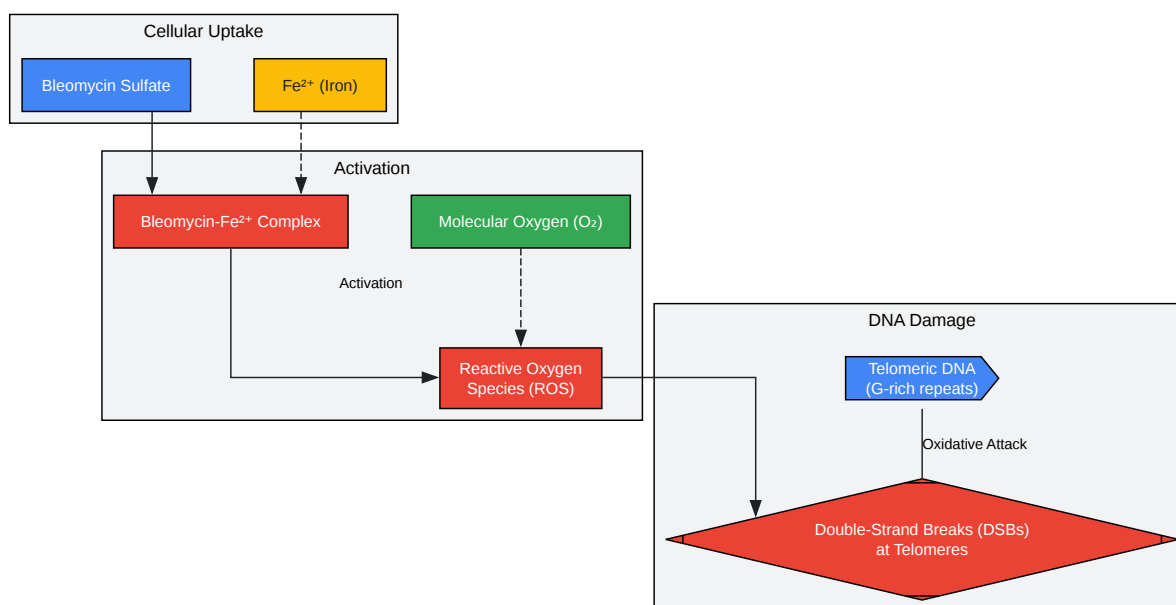 Cellular Uptake
Bleomycin Sulfate
Fe²⁺ (Iron)
Activation
Bleomycin-Fe²⁺ Complex
Molecular Oxygen (O₂)
Activation
Reactive Oxygen
Species (ROS)
DNA Damage
Telomeric DNA
(G-rich repeats)
Oxidative Attack
Double-Strand Breaks (DSBs)
at Telomeres